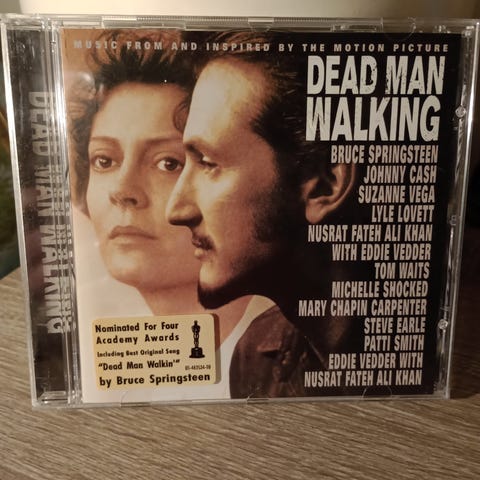 MUSIC FROM AND INSPIRED BY THE MOTION PICTURE
DEAD MAN
WALKING
BRUCE SPRINGSTEEN
JOHNNY CASH
SUZANNE VEGA
LYLE LOVETT
NUSRAT FATEH ALI KHAN
WITH EDDIE VEDDER
TOM WAITS
MICHELLE SHOCKED
MARY CHAPIN CARPENTER
STEVE EARLE
PATTI SMITH
EDDIE VEDDER WITH
NUSRAT FATEH ALI KHAN
DEAD MAN WALKING
Nominated For Four
Academy Awards
Including Best Original Song
"Dead Man Walkin'"
by Bruce Springsteen